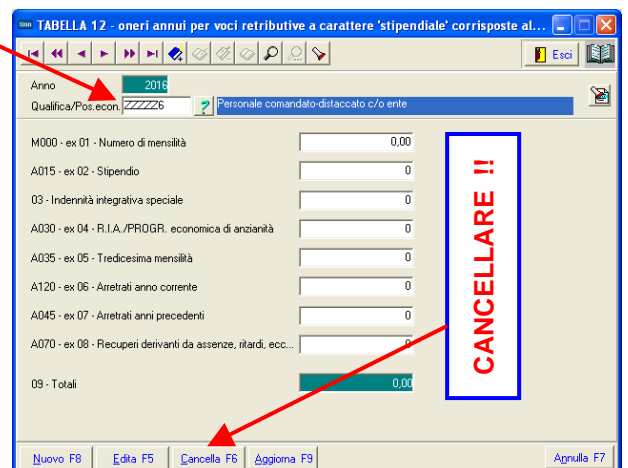 TABELLA 12 - oneri annui per voci retributive a carattere 'stipendiale' corrisposte al...
Esci
Anno 2016
Qualifica/Pos.econ. ZZZZZ6 ? Personale comandato-distaccato c/o ente
M000 - ex 01 - Numero di mensilità 0,00
A015 - ex 02 - Stipendio 0
03 - Indennità integrativa speciale 0
A030 - ex 04 - R.I.A./PROGR. economica di anzianità 0
A035 - ex 05 - Tredicesima mensilità 0
A120 - ex 06 - Arretrati anno corrente 0
A045 - ex 07 - Arretrati anni precedenti 0
A070 - ex 08 - Recuperi derivanti da assenze, ritardi, ecc... 0
09 - Totali 0,00
CANCELLARE !!
Nuovo F8 Edita F5 Cancella F6 Aggiorna F9 Annulla F7